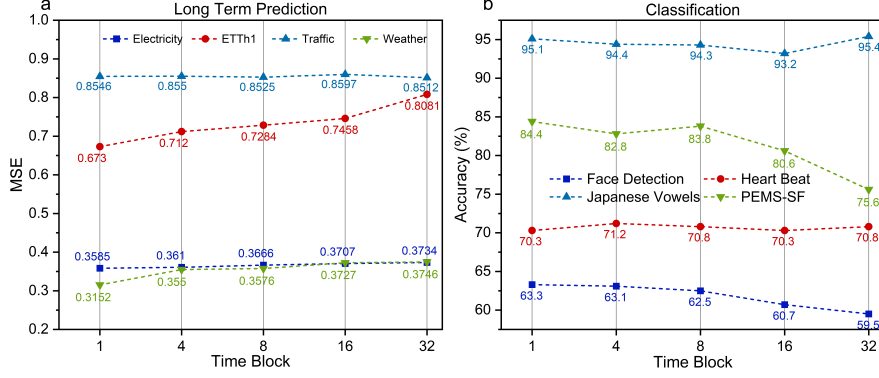 a
Long Term Prediction
Electricity ETTh1 Traffic Weather
MSE
1.0
0.9
0.8
0.7
0.6
0.5
0.4
0.3
0.2
0.8546 0.855 0.8525 0.8597 0.8512
0.673 0.712 0.7284 0.7458 0.8081
0.3585 0.361 0.3666 0.3707 0.3734
0.3152 0.355 0.3576 0.3727 0.3746
1 4 8 16 32
Time Block
b
Classification
Accuracy (%)
95
90
85
80
75
70
65
60
95.1 94.4 94.3 93.2 95.4
84.4 82.8 83.8 80.6 75.6
Face Detection Heart Beat
Japanese Vowels PEMS-SF
70.3 71.2 70.8 70.3 70.8
63.3 63.1 62.5 60.7 59.5
1 4 8 16 32
Time Block